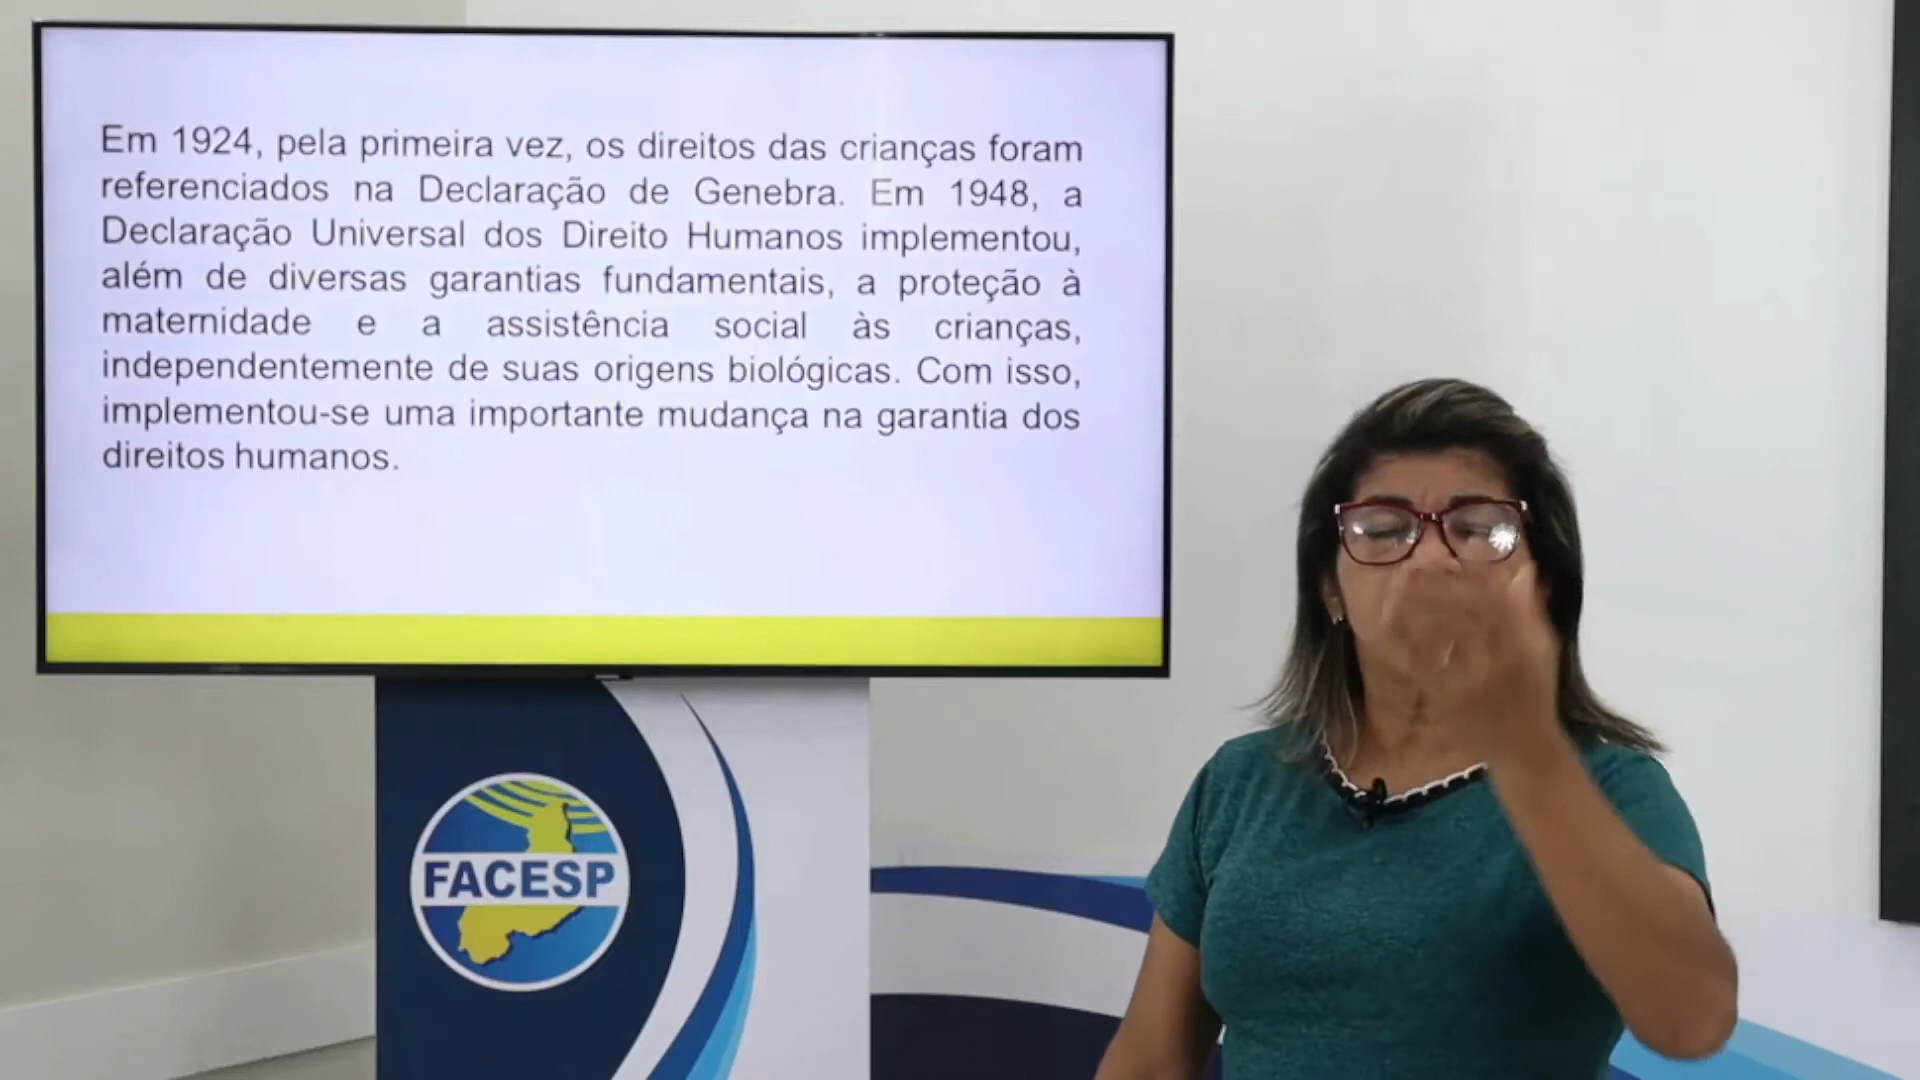 Em 1924, pela primeira vez, os direitos das crianças foram
referenciados na Declaração de Genebra. Em 1948, a
Declaração Universal dos Direito Humanos implementou,
além de diversas garantias fundamentais, a proteção à
maternidade e a assistência social às crianças,
independentemente de suas origens biológicas. Com isso,
implementou-se uma importante mudança na garantia dos
direitos humanos.
FACESP